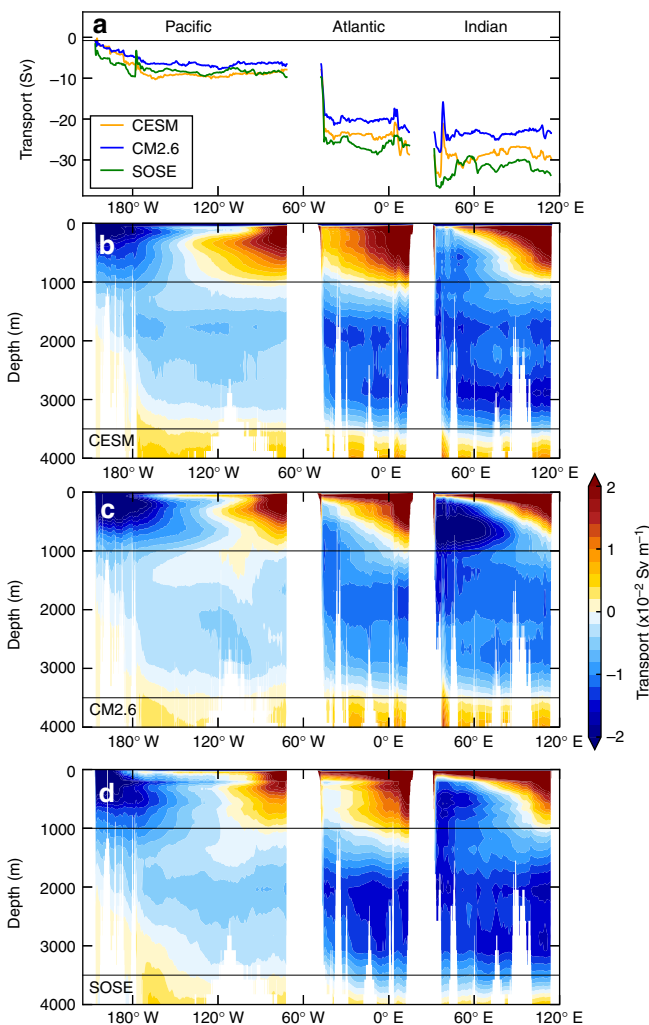 a
Pacific
Atlantic
Indian
Transport (Sv)
0
−10
−20
−30
CESM
CM2.6
SOSE
180° W
120° W
60° W
0° E
60° E
120° E
b
Depth (m)
0
1000
2000
3000
4000
CESM
180° W
120° W
60° W
0° E
60° E
120° E
c
Depth (m)
0
1000
2000
3000
4000
CM2.6
180° W
120° W
60° W
0° E
60° E
120° E
d
Depth (m)
0
1000
2000
3000
4000
SOSE
180° W
120° W
60° W
0° E
60° E
120° E
2
1
0
−1
−2
Transport (x10⁻² Sv m⁻¹)